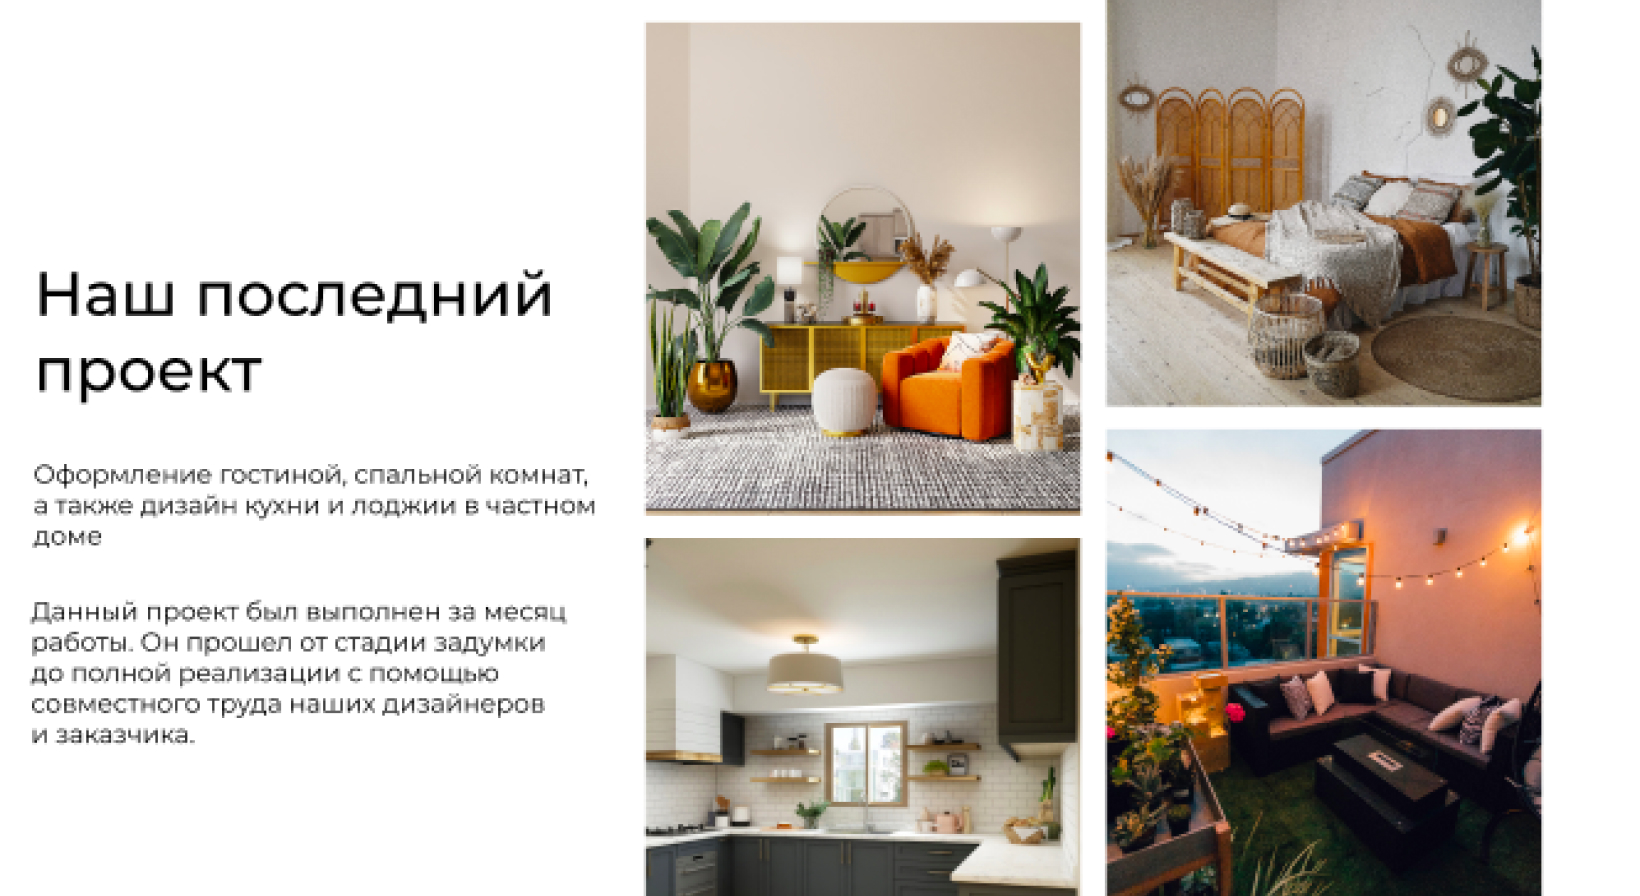 Наш последний
проект
Оформление гостиной, спальной комнат,
а также дизайн кухни и лоджии в частном
доме
Данный проект был выполнен за месяц
работы. Он прошел от стадии задумки
до полной реализации с помощью
совместного труда наших дизайнеров
и заказчика.